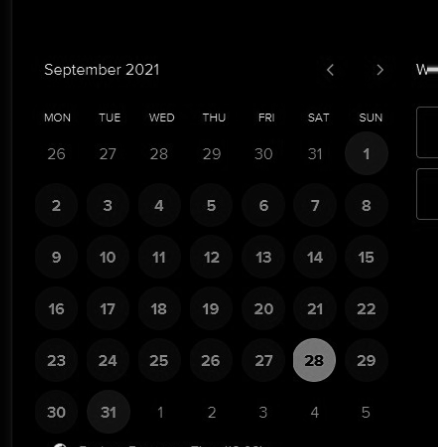 September 2021
W
MON TUE WED THU FRI SAT SUN
26 27 28 29 30 31 1
2 3 4 5 6 7 8
9 10 11 12 13 14 15
16 17 18 19 20 21 22
23 24 25 26 27 28 29
30 31 1 2 3 4 5